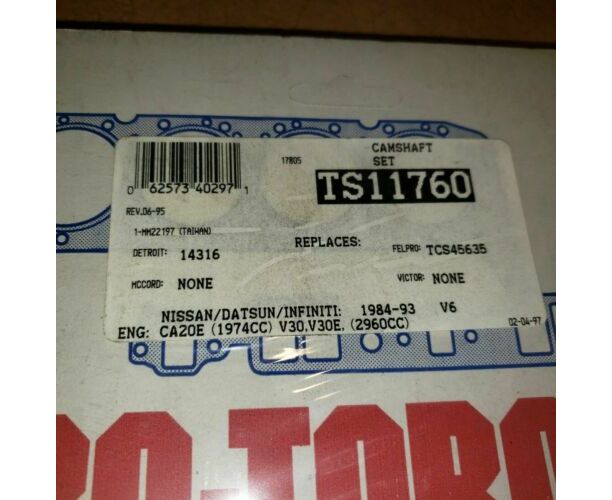 CAMSHAFT
SET
17805
TS11760
0 62573 40297 1
REV.06-95
1-MM22197 (TAIWAN)
REPLACES:
DETROIT: 14316
FELPRO: TCS45635
MCCORD: NONE
VICTOR: NONE
NISSAN/DATSUN/INFINITI: 1984-93 V6
ENG: CA20E (1974CC) V30,V30E, (2960CC)
02-04-97